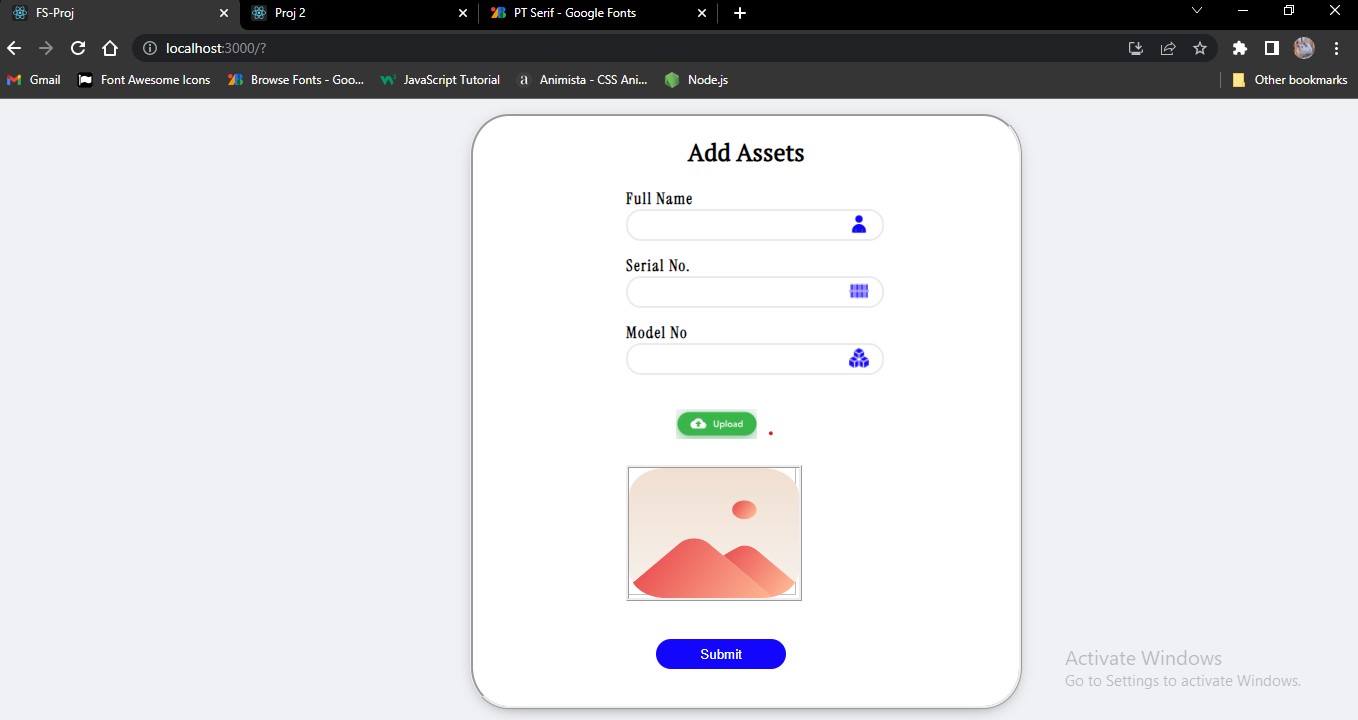 FS-Proj
Proj 2
PT Serif - Google Fonts
localhost:3000/?
Gmail
Font Awesome Icons
Browse Fonts - Goo...
JavaScript Tutorial
a
Animista - CSS Ani...
Node.js
Other bookmarks
Add Assets
Full Name
Serial No.
Model No
Upload
Submit
Activate Windows
Go to Settings to activate Windows.